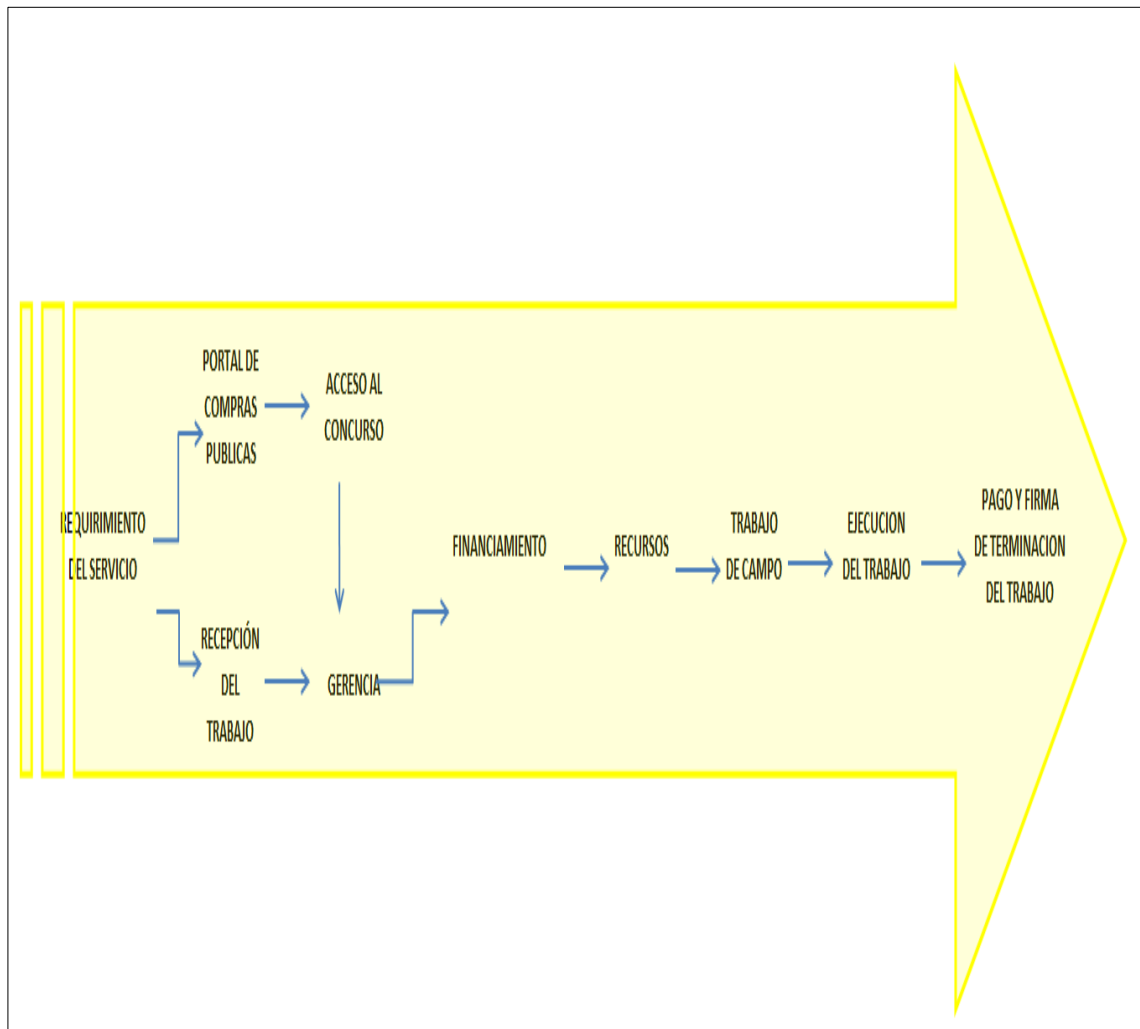 REQUIRIMIENTO
DEL SERVICIO
PORTAL DE
COMPRAS
PUBLICAS
ACCESO AL
CONCURSO
RECEPCIÓN
DEL
TRABAJO
GERENCIA
FINANCIAMIENTO
RECURSOS
TRABAJO
DE CAMPO
EJECUCION
DEL TRABAJO
PAGO Y FIRMA
DE TERMINACION
DEL TRABAJO